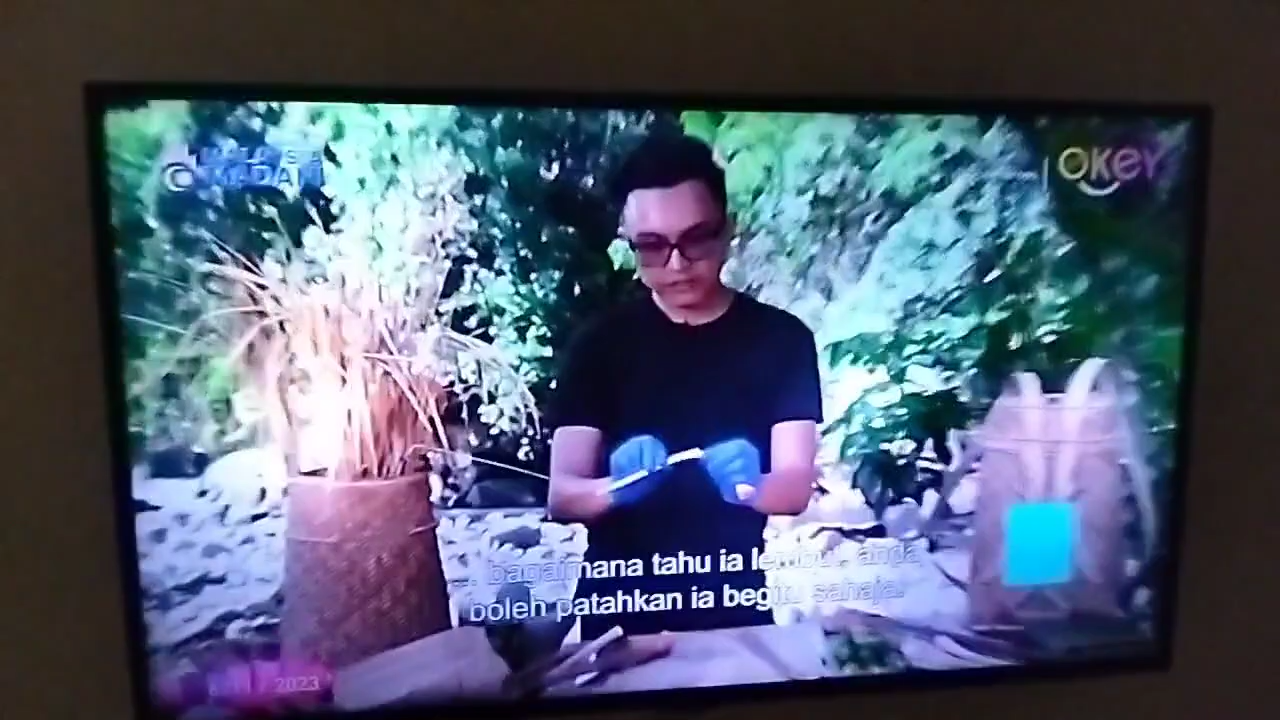 MALAYSIA
MADANI
OKEY
... bagaimana tahu ia lembut, anda
boleh patahkan ia begitu sahaja.
2023